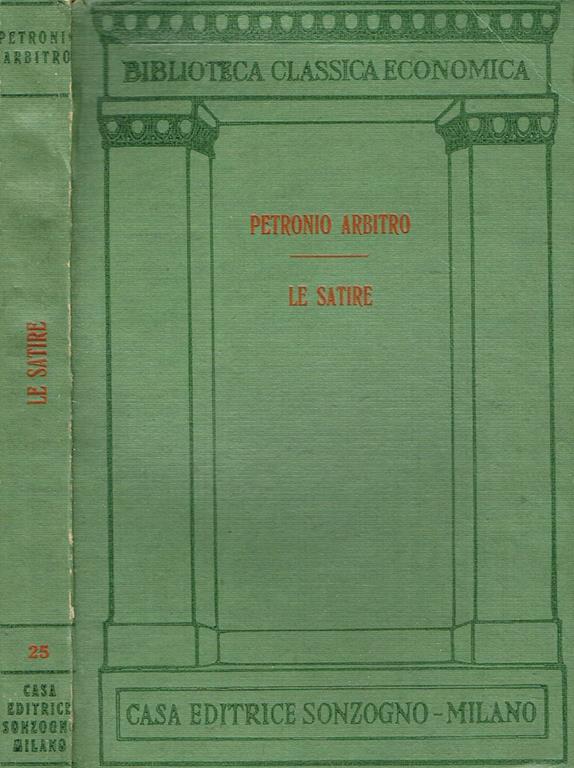 PETRONI
ARBITRO
LE SATIRE
25
CASA
EDITRICE
SONZOGNO
MILANO
BIBLIOTECA CLASSICA ECONOMICA
PETRONIO ARBITRO
LE SATIRE
CASA EDITRICE SONZOGNO-MILANO